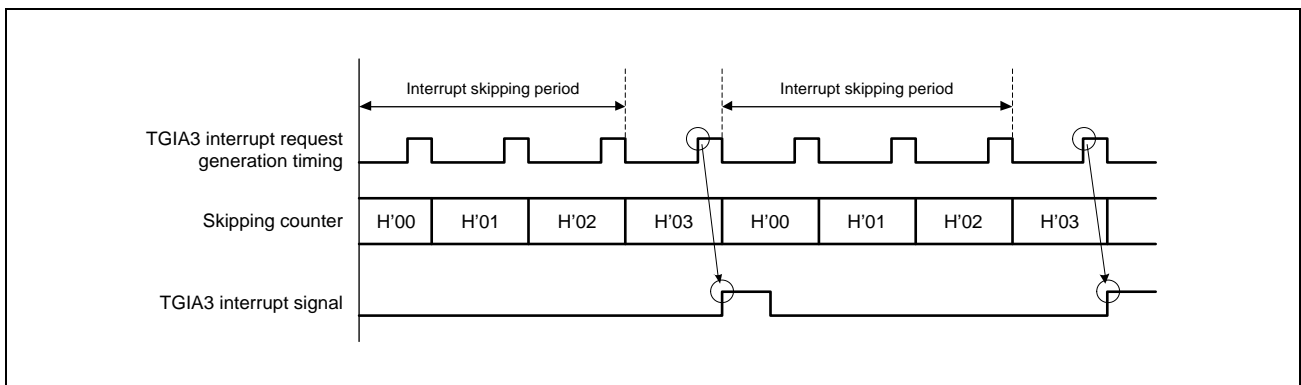 Interrupt skipping period
Interrupt skipping period
TGIA3 interrupt request
generation timing
Skipping counter
H’00
H’01
H’02
H’03
H’00
H’01
H’02
H’03
TGIA3 interrupt signal